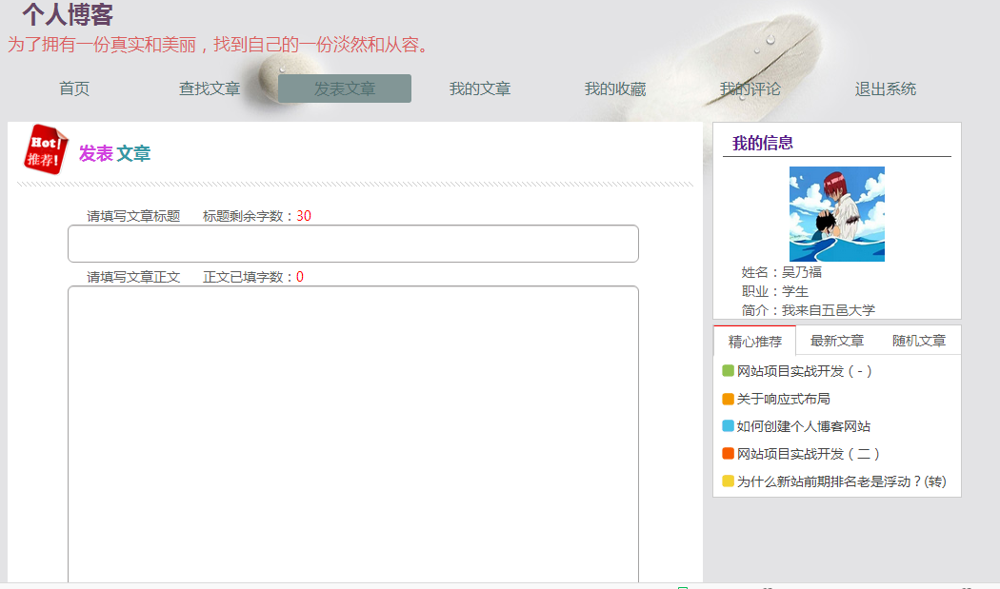 个人博客
为了拥有一份真实和美丽，找到自己的一份淡然和从容。
首页 查找文章 发表文章 我的文章 我的收藏 我的评论 退出系统
Hot!
推荐!
发表 文章
请填写文章标题 标题剩余字数：30
请填写文章正文 正文已填字数：0
我的信息
姓名：吴乃福
职业：学生
简介：我来自五邑大学
精心推荐 最新文章 随机文章
网站项目实战开发（-）
关于响应式布局
如何创建个人博客网站
网站项目实战开发（二）
为什么新站前期排名老是浮动？(转)